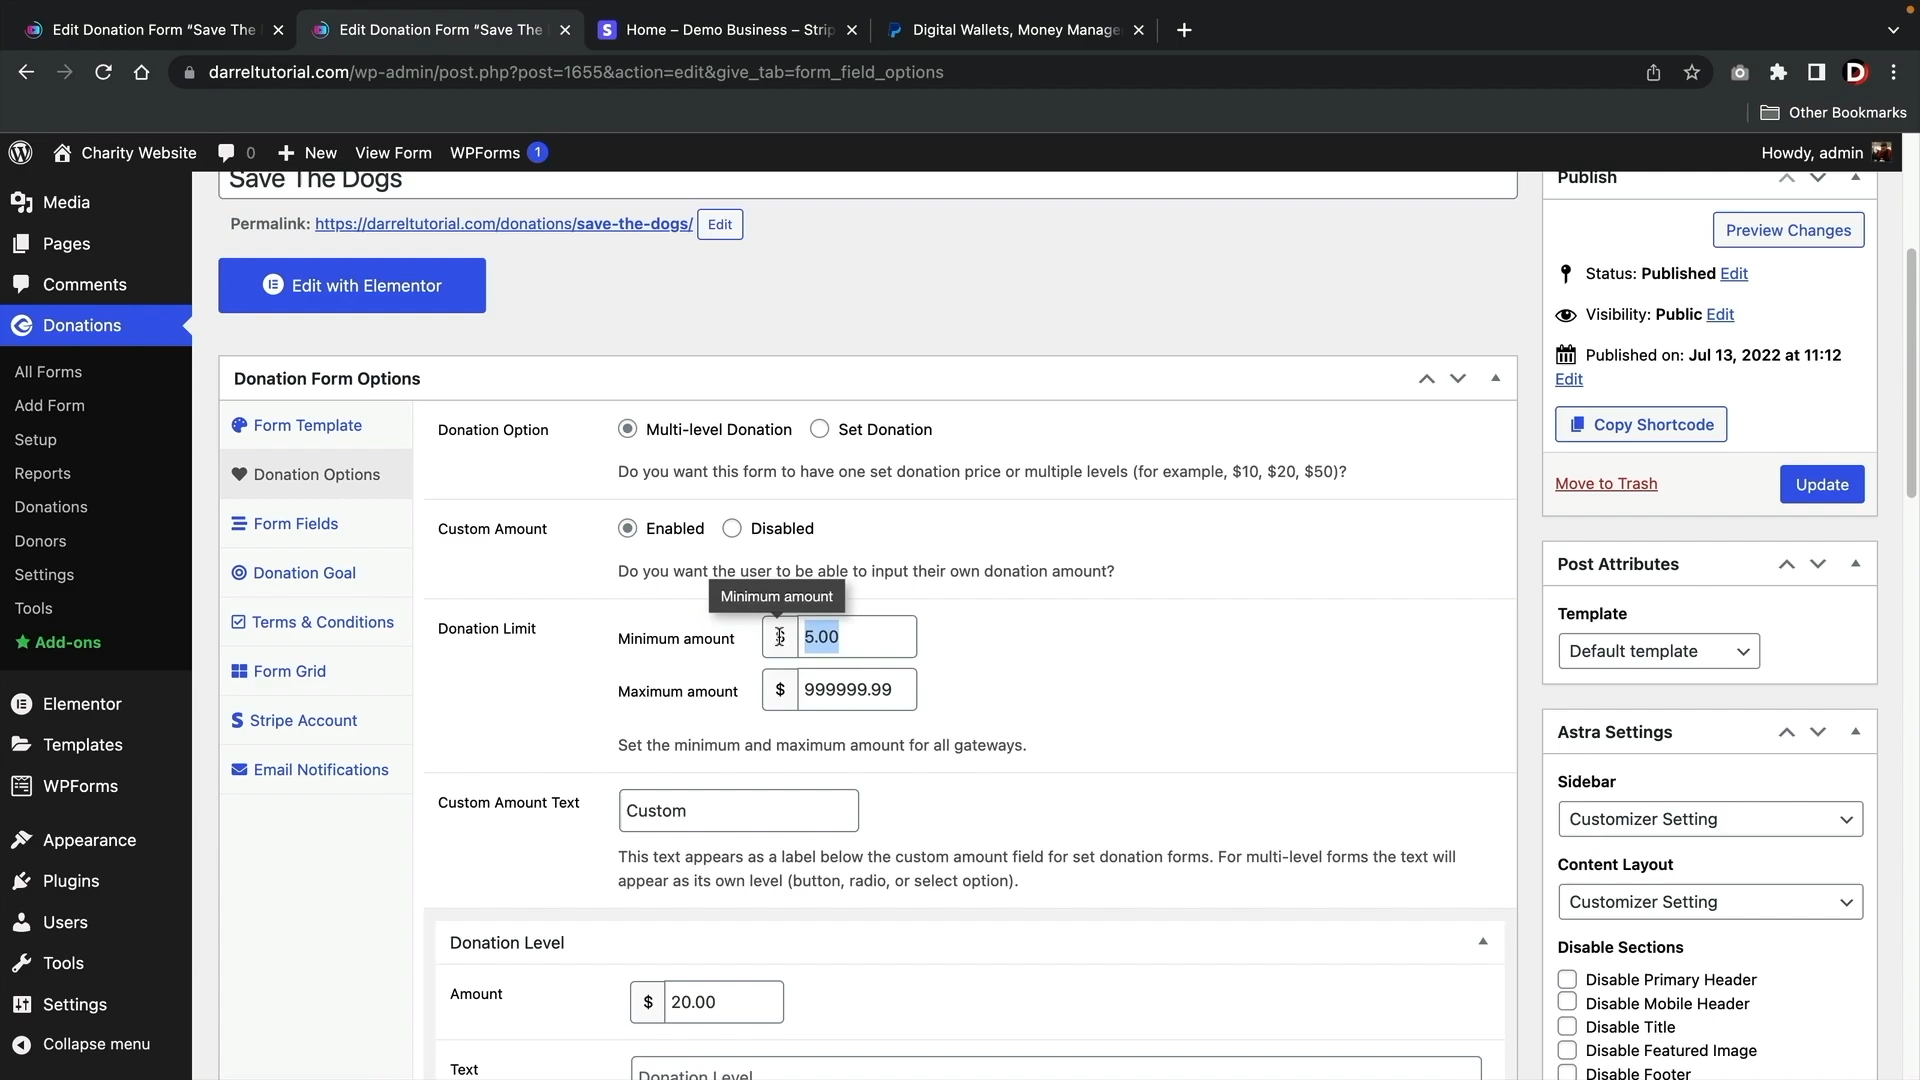 Edit Donation Form “Save The
Edit Donation Form “Save The
Home – Demo Business – Strip
Digital Wallets, Money Manage
darreltutorial.com/wp-admin/post.php?post=1655&action=edit&give_tab=form_field_options
Other Bookmarks
Charity Website
0
New
View Form
WPForms 1
Howdy, admin
Media
Pages
Comments
Donations
All Forms
Add Form
Setup
Reports
Donations
Donors
Settings
Tools
Add-ons
Elementor
Templates
WPForms
Appearance
Plugins
Users
Tools
Settings
Collapse menu
Save The Dogs
Permalink: https://darreltutorial.com/donations/save-the-dogs/ Edit
Edit with Elementor
Donation Form Options
Form Template
Donation Options
Form Fields
Donation Goal
Terms & Conditions
Form Grid
Stripe Account
Email Notifications
Donation Option
Multi-level Donation
Set Donation
Do you want this form to have one set donation price or multiple levels (for example, $10, $20, $50)?
Custom Amount
Enabled
Disabled
Do you want the user to be able to input their own donation amount?
Minimum amount
Donation Limit
Minimum amount
$ 5.00
Maximum amount
$ 999999.99
Set the minimum and maximum amount for all gateways.
Custom Amount Text
Custom
This text appears as a label below the custom amount field for set donation forms. For multi-level forms the text will
appear as its own level (button, radio, or select option).
Donation Level
Amount
$ 20.00
Text
Donation Level
Publish
Preview Changes
Status: Published Edit
Visibility: Public Edit
Published on: Jul 13, 2022 at 11:12
Edit
Copy Shortcode
Move to Trash
Update
Post Attributes
Template
Default template
Astra Settings
Sidebar
Customizer Setting
Content Layout
Customizer Setting
Disable Sections
Disable Primary Header
Disable Mobile Header
Disable Title
Disable Featured Image
Disable Footer